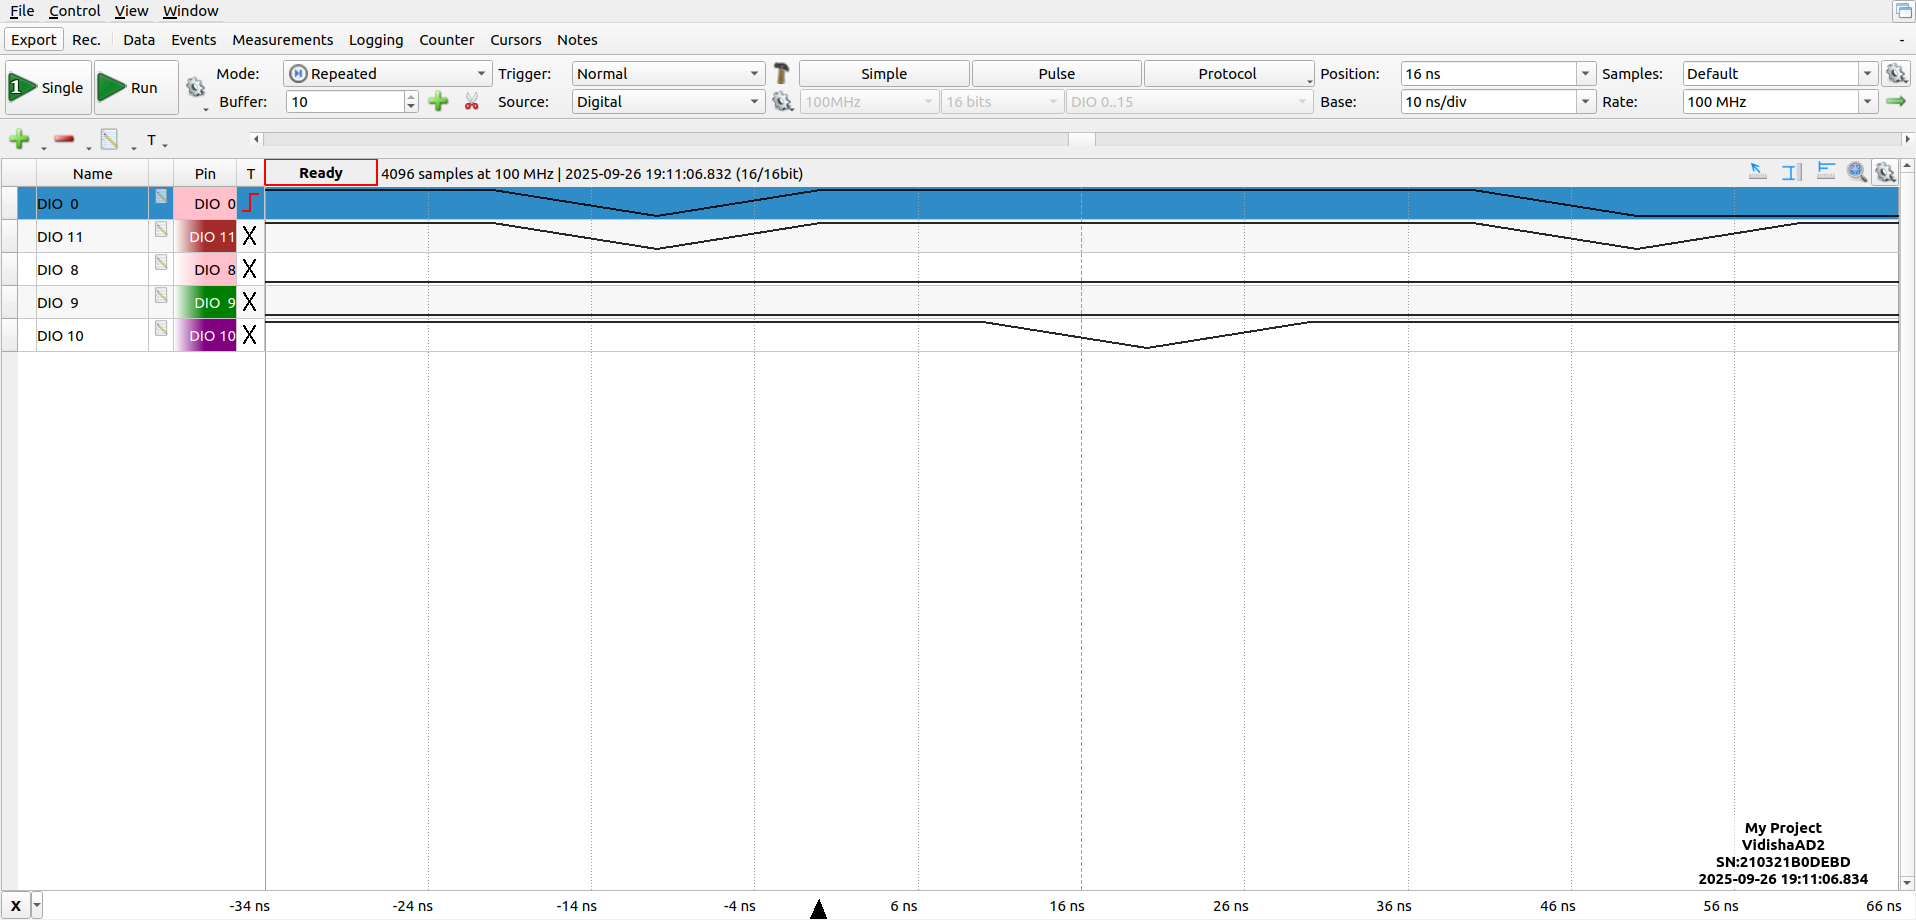 File Control View Window
Export Rec. Data Events Measurements Logging Counter Cursors Notes -
1 Single Run Mode: Repeated Trigger: Normal Simple Pulse Protocol Position: 16 ns Samples: Default
Buffer: 10 Source: Digital 100MHz 16 bits DIO 0..15 Base: 10 ns/div Rate: 100 MHz
T
Name Pin T Ready 4096 samples at 100 MHz | 2025-09-26 19:11:06.832 (16/16bit)
DIO 0 DIO 0
DIO 11 DIO 11 X
DIO 8 DIO 8 X
DIO 9 DIO 9 X
DIO 10 DIO 10 X
My Project
VidishaAD2
SN:210321B0DEBD
2025-09-26 19:11:06.834
X -34 ns -24 ns -14 ns -4 ns 6 ns 16 ns 26 ns 36 ns 46 ns 56 ns 66 ns